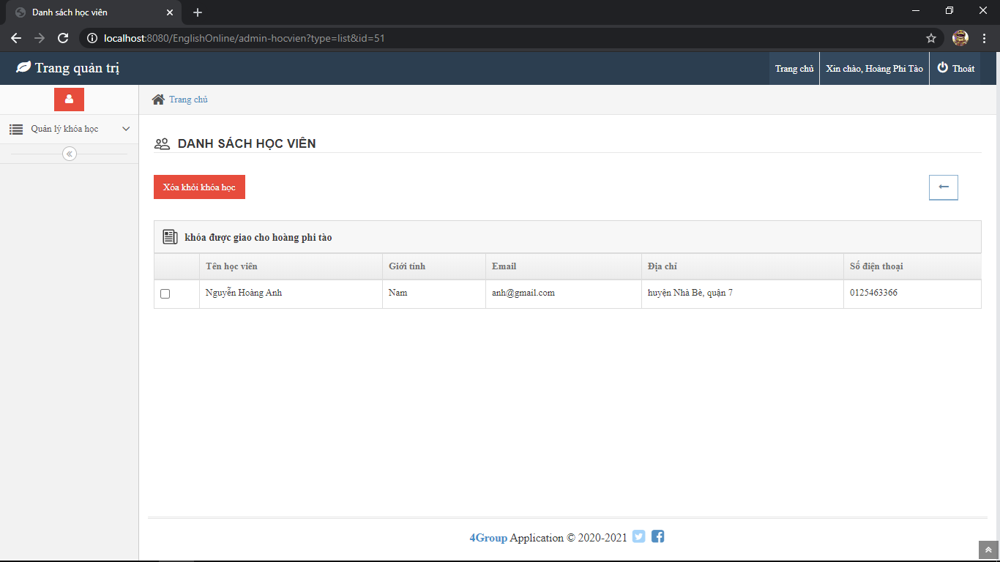 Danh sách học viên
localhost:8080/EnglishOnline/admin-hocvien?type=list&id=51
Trang quản trị
Trang chủ
Xin chào, Hoàng Phi Tào
Thoát
Trang chủ
Quản lý khóa học
DANH SÁCH HỌC VIÊN
Xóa khỏi khóa học
khóa được giao cho hoàng phi tào
Tên học viên Giới tính Email Địa chỉ Số điện thoại
Nguyễn Hoàng Anh Nam anh@gmail.com huyện Nhà Bè, quận 7 0125463366
4Group Application © 2020-2021